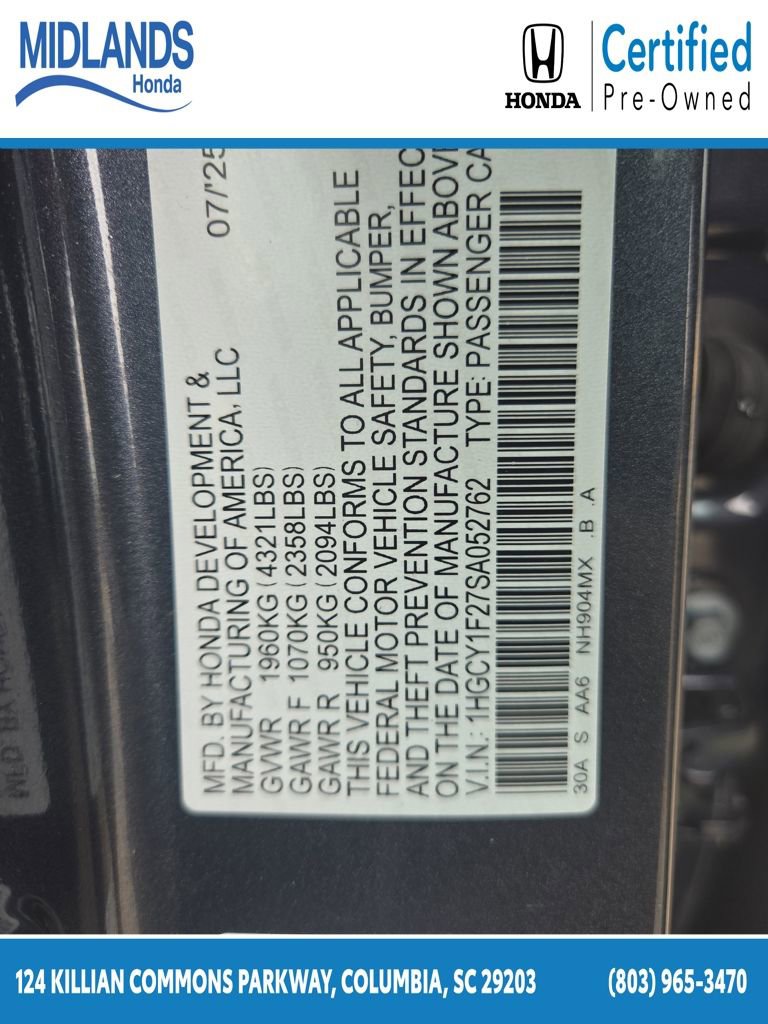 MIDLANDS
Honda
HONDA
Certified
Pre-Owned
07/'25
MFD. BY HONDA DEVELOPMENT &
MANUFACTURING OF AMERICA, LLC
GVWR 1960KG (4321LBS)
GAWR F 1070KG (2358LBS)
GAWR R 950KG (2094LBS)
THIS VEHICLE CONFORMS TO ALL APPLICABLE
FEDERAL MOTOR VEHICLE SAFETY, BUMPER,
AND THEFT PREVENTION STANDARDS IN EFFEC
ON THE DATE OF MANUFACTURE SHOWN ABOVE
V.I.N.: 1HGCY1F27SA052762 TYPE: PASSENGER CA
30A S AA6 NH904MX .B .A
124 KILLIAN COMMONS PARKWAY, COLUMBIA, SC 29203
(803) 965-3470